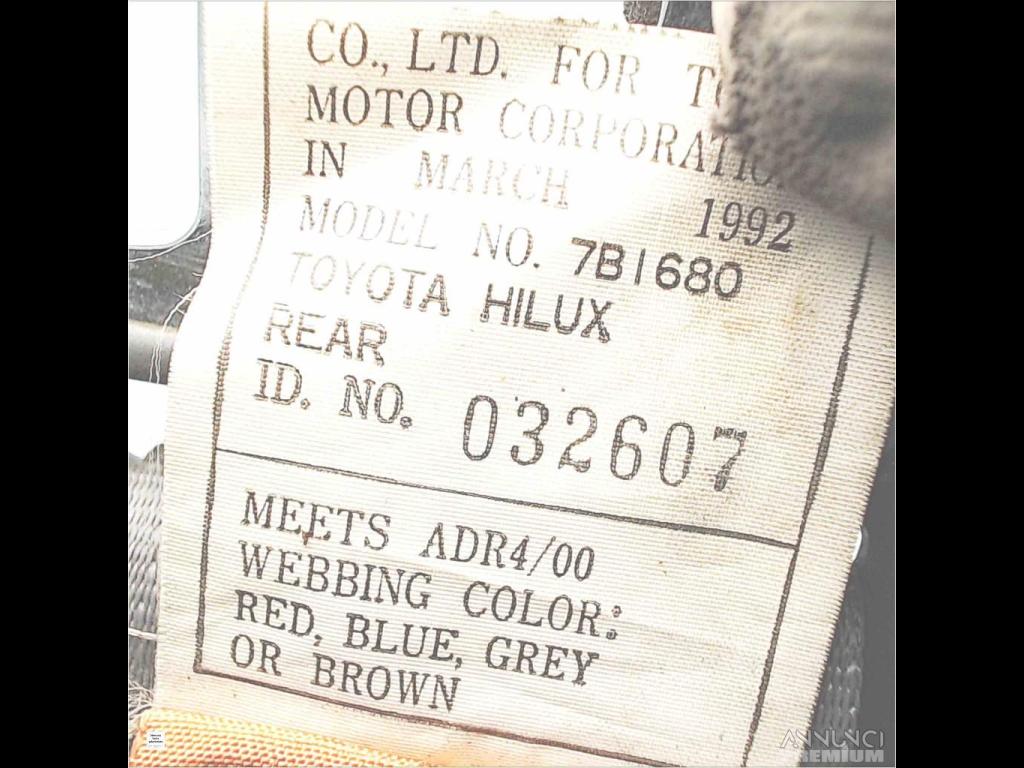 CO., LTD. FOR
MOTOR CORPORATION
IN MARCH 1992
MODEL NO. 7B1680
TOYOTA HILUX
REAR
ID. NO. 032607
MEETS ADR4/00
WEBBING COLOR:
RED, BLUE, GREY
OR BROWN
ANNUNCI
PREMIUM